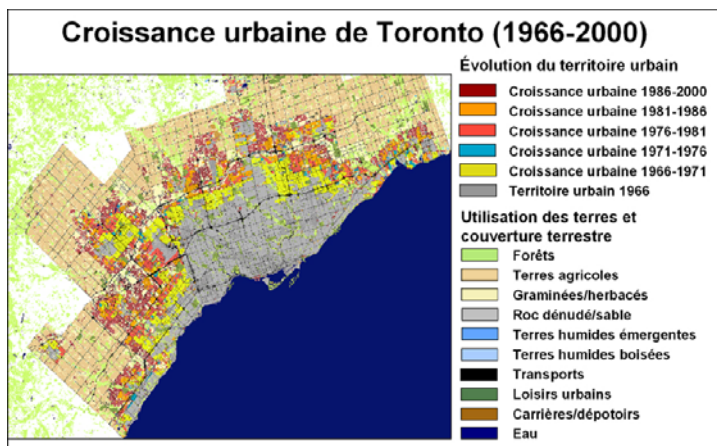 Croissance urbaine de Toronto (1966-2000)
Évolution du territoire urbain
Croissance urbaine 1986-2000
Croissance urbaine 1981-1986
Croissance urbaine 1976-1981
Croissance urbaine 1971-1976
Croissance urbaine 1966-1971
Territoire urbain 1966
Utilisation des terres et
couverture terrestre
Forêts
Terres agricoles
Graminées/herbacés
Roc dénudé/sable
Terres humides émergentes
Terres humides boisées
Transports
Loisirs urbains
Carrières/dépotoirs
Eau